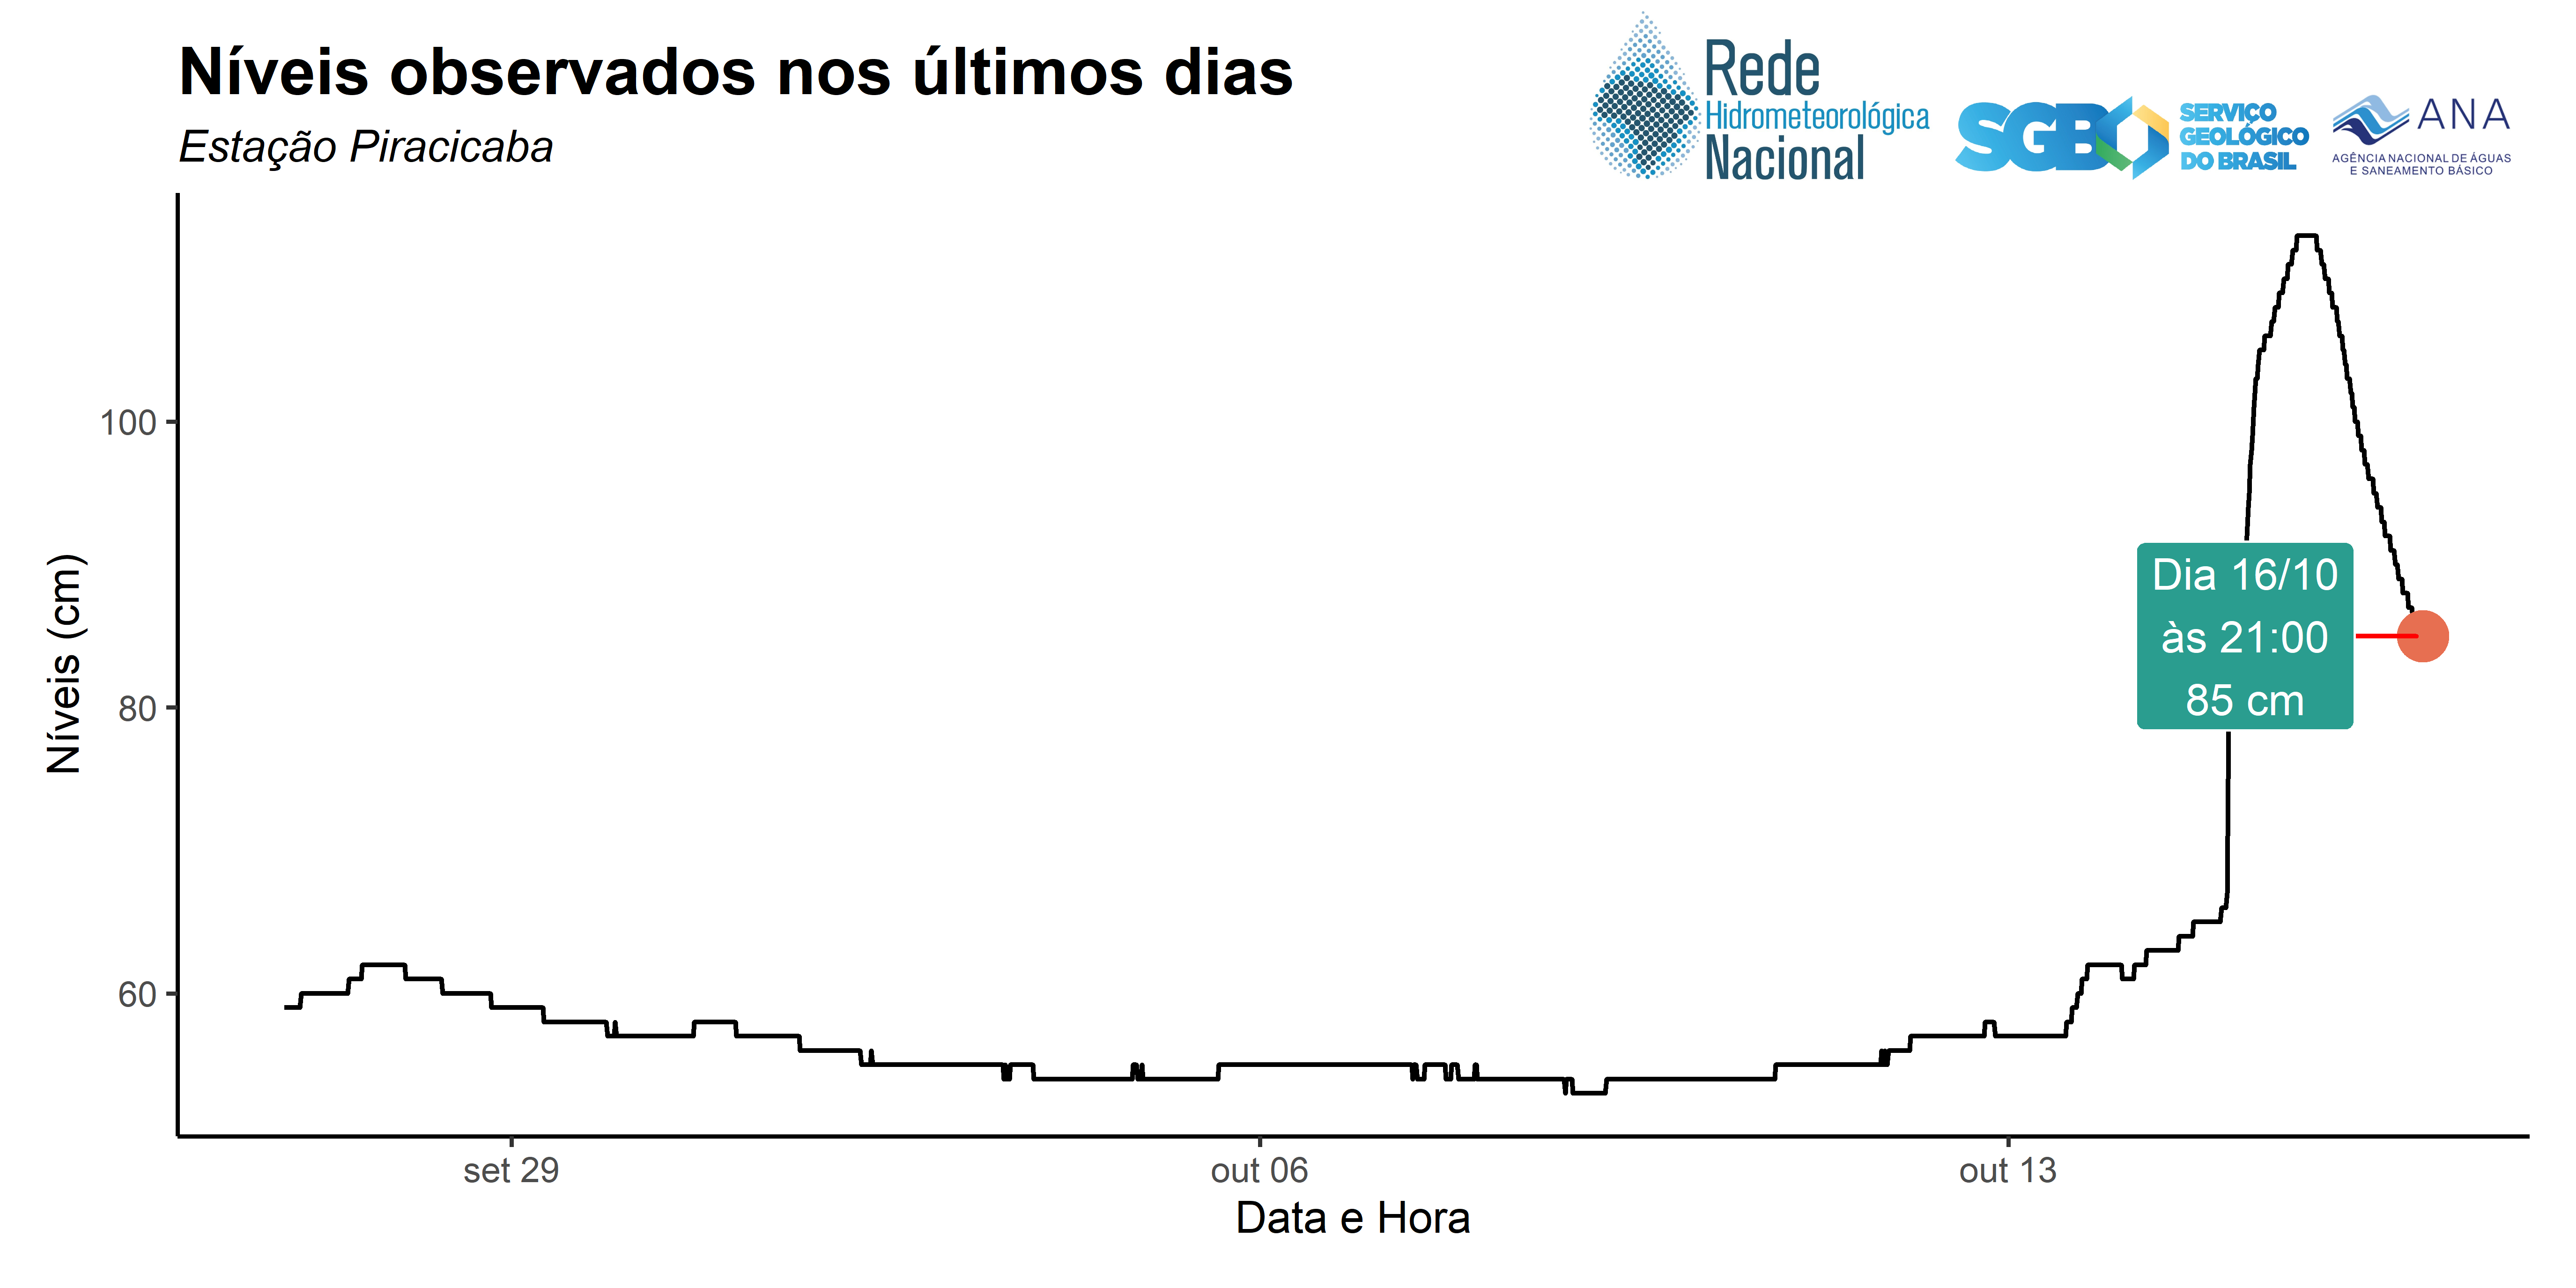 Níveis observados nos últimos dias
Estação Piracicaba
Rede
Hidrometeorológica
Nacional
SGB
SERVIÇO
GEOLÓGICO
DO BRASIL
ANA
AGÊNCIA NACIONAL DE ÁGUAS
E SANEAMENTO BÁSICO
Níveis (cm)
100
80
60
Dia 16/10
às 21:00
85 cm
set 29
out 06
out 13
Data e Hora